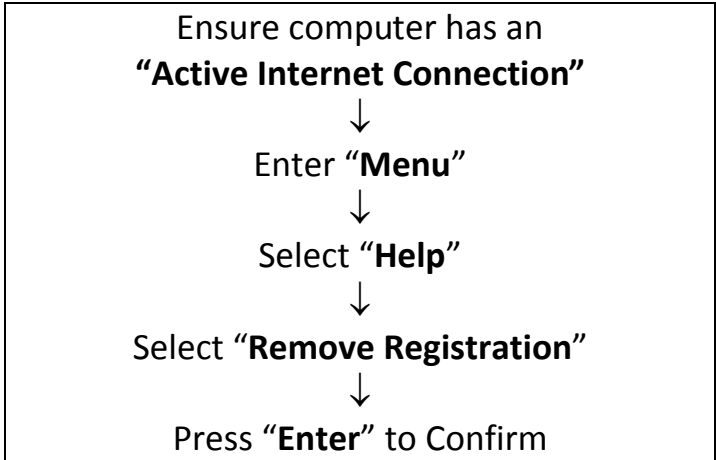 Ensure computer has an
“Active Internet Connection”
↓
Enter “Menu”
↓
Select “Help”
↓
Select “Remove Registration”
↓
Press “Enter” to Confirm